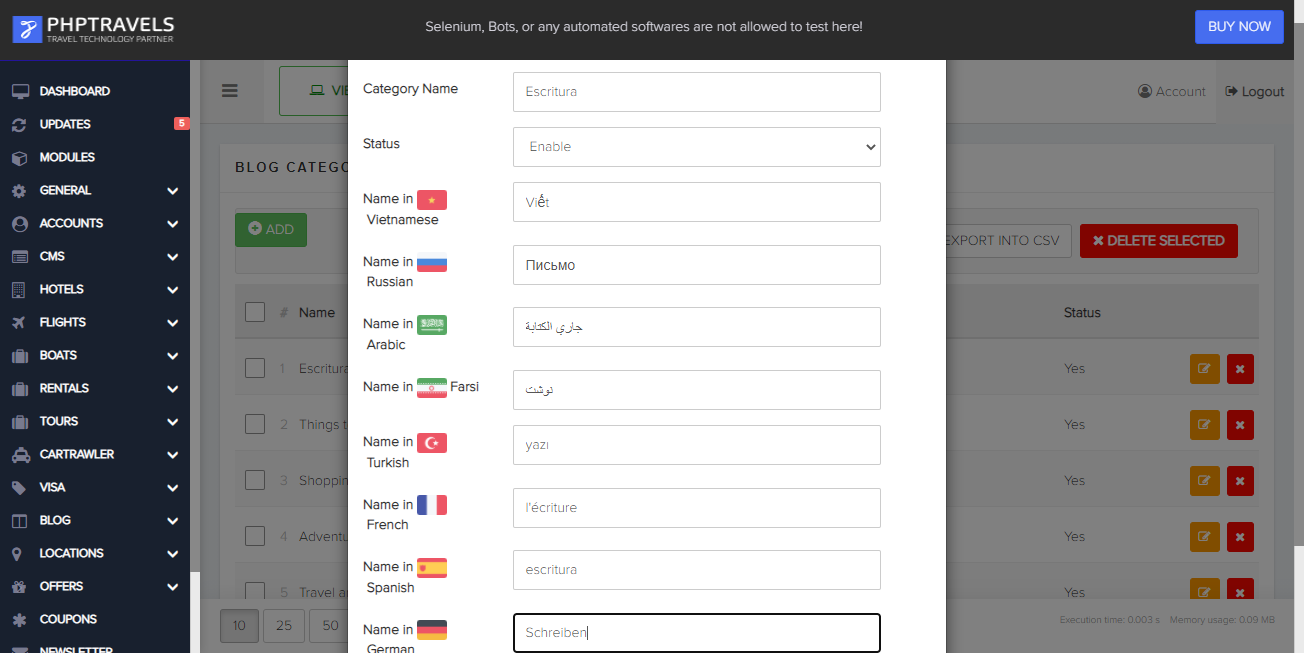 PHPTRAVELS
TRAVEL TECHNOLOGY PARTNER
Selenium, Bots, or any automated softwares are not allowed to test here!
BUY NOW
DASHBOARD
UPDATES 5
MODULES
GENERAL
ACCOUNTS
CMS
HOTELS
FLIGHTS
BOATS
RENTALS
TOURS
CARTRAWLER
VISA
BLOG
LOCATIONS
OFFERS
COUPONS
NEWSLETTER
Account
Logout
BLOG CATEGO
ADD
EXPORT INTO CSV
DELETE SELECTED
# Name Status
1 Escritura Yes
2 Things t Yes
3 Shoppin Yes
4 Adventu Yes
5 Travel a Yes
10 25 50
Execution time: 0.003 s Memory usage: 0.09 MB
Category Name Escritura
Status Enable
Name in Vietnamese Viết
Name in Russian Письмо
Name in Arabic جاري الكتابة
Name in Farsi نوشت
Name in Turkish yazı
Name in French l'écriture
Name in Spanish escritura
Name in German Schreiben